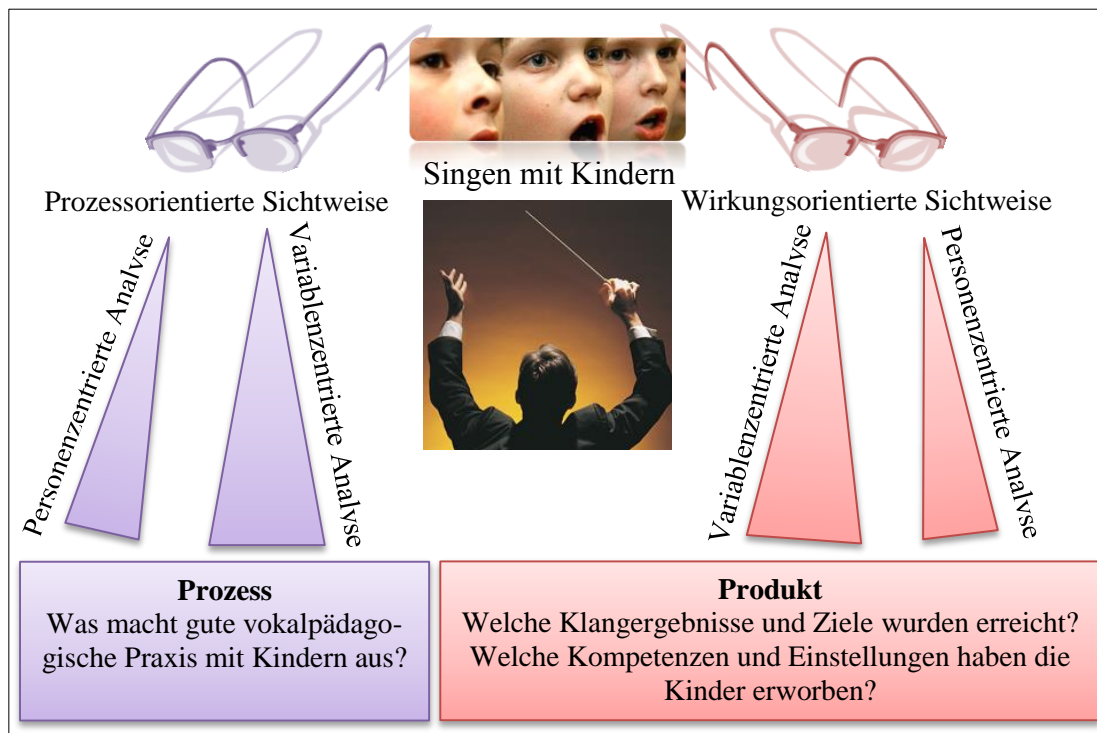 Singen mit Kindern
Prozessorientierte Sichtweise
Wirkungsorientierte Sichtweise
Personenzentrierte Analyse
Variablenzentrierte Analyse
Variablenzentrierte Analyse
Personenzentrierte Analyse
Prozess
Was macht gute vokalpädago-
gische Praxis mit Kindern aus?
Produkt
Welche Klangergebnisse und Ziele wurden erreicht?
Welche Kompetenzen und Einstellungen haben die
Kinder erworben?